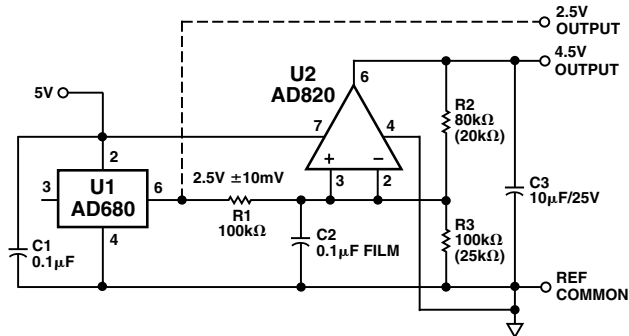 2.5V
OUTPUT
4.5V
OUTPUT
U2
AD820
6
5V
7
4
R2
80kΩ
(20kΩ)
+
−
3
2
2
3
U1
AD680
6
4
2.5V ±10mV
R1
100kΩ
C3
10μF/25V
C1
0.1μF
C2
0.1μF FILM
R3
100kΩ
(25kΩ)
REF
COMMON